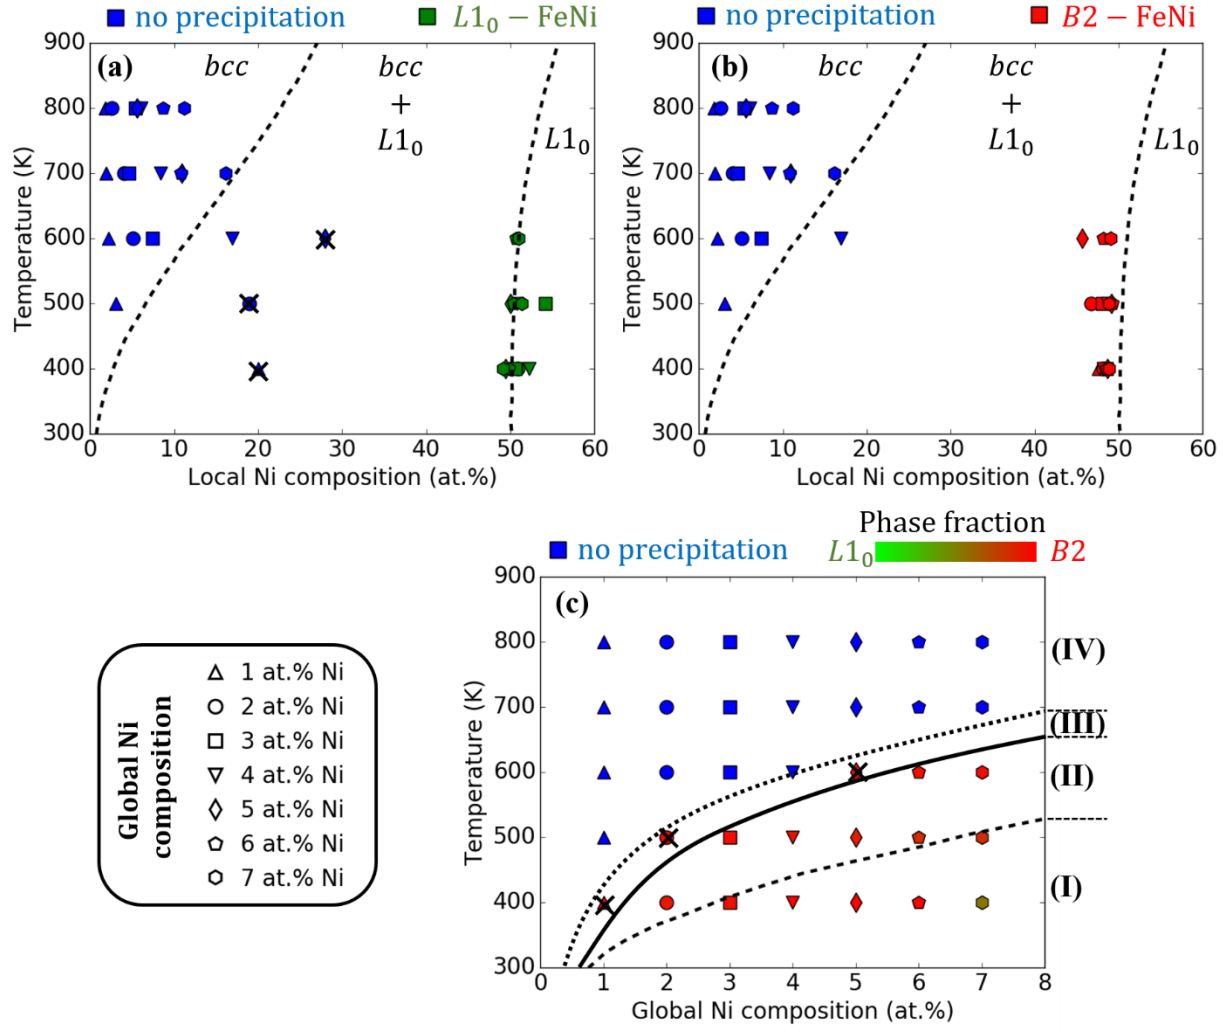 no precipitation
L1₀ − FeNi
no precipitation
B2 − FeNi
900
800
700
600
500
400
300
Temperature (K)
(a)
bcc
bcc
+
L1₀
L1₀
0 10 20 30 40 50 60
Local Ni composition (at.%)
900
800
700
600
500
400
300
Temperature (K)
(b)
bcc
bcc
+
L1₀
L1₀
0 10 20 30 40 50 60
Local Ni composition (at.%)
Phase fraction
no precipitation
L1₀
B2
Global Ni
composition
1 at.% Ni
2 at.% Ni
3 at.% Ni
4 at.% Ni
5 at.% Ni
6 at.% Ni
7 at.% Ni
900
800
700
600
500
400
300
Temperature (K)
(c)
(IV)
(III)
(II)
(I)
0 1 2 3 4 5 6 7 8
Global Ni composition (at.%)